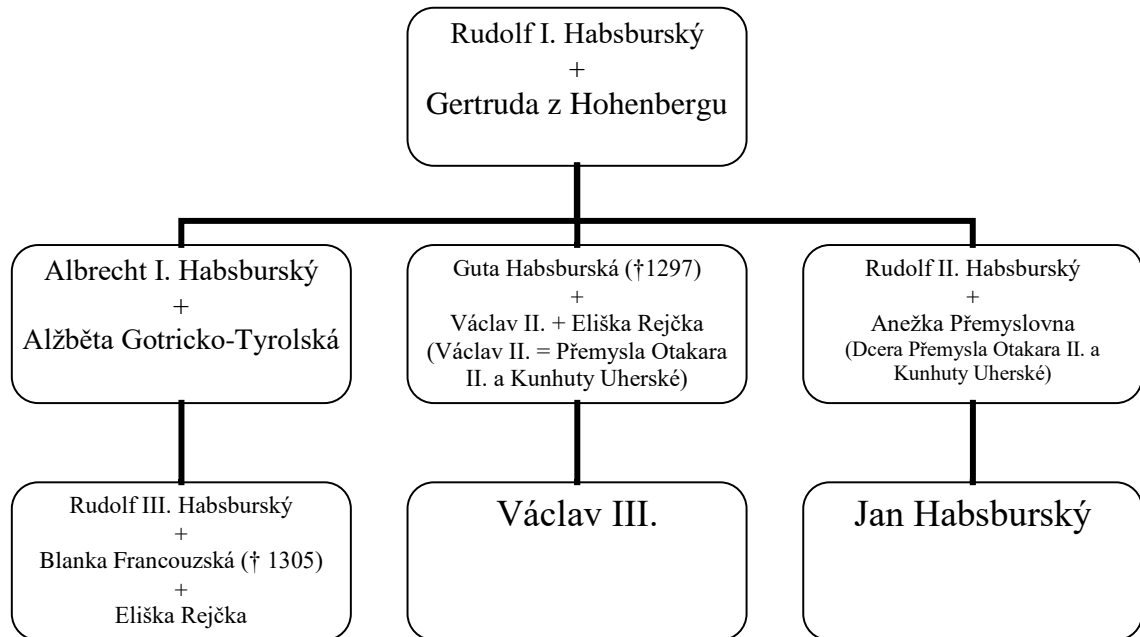 Rudolf I. Habsburský
+
Gertruda z Hohenbergu
Albrecht I. Habsburský
+
Alžběta Gotricko-Tyrolská
Guta Habsburská (†1297)
+
Václav II. + Eliška Rejčka
(Václav II. = Přemysla Otakara
II. a Kunhuty Uherské)
Rudolf II. Habsburský
+
Anežka Přemyslovna
(Dcera Přemysla Otakara II. a
Kunhuty Uherské)
Rudolf III. Habsburský
+
Blanka Francouzská († 1305)
+
Eliška Rejčka
Václav III.
Jan Habsburský